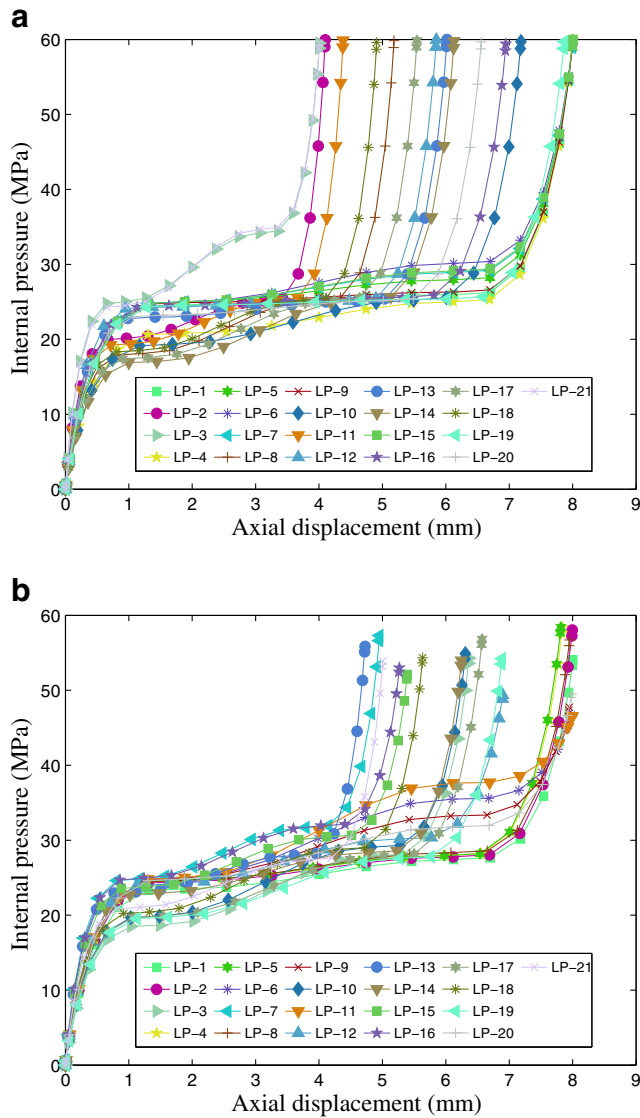 a
60
50
40
30
20
10
0
Internal pressure (MPa)
LP-1 LP-5 LP-9 LP-13 LP-17 LP-21
LP-2 LP-6 LP-10 LP-14 LP-18
LP-3 LP-7 LP-11 LP-15 LP-19
LP-4 LP-8 LP-12 LP-16 LP-20
0 1 2 3 4 5 6 7 8 9
Axial displacement (mm)
b
60
50
40
30
20
10
0
Internal pressure (MPa)
LP-1 LP-5 LP-9 LP-13 LP-17 LP-21
LP-2 LP-6 LP-10 LP-14 LP-18
LP-3 LP-7 LP-11 LP-15 LP-19
LP-4 LP-8 LP-12 LP-16 LP-20
0 1 2 3 4 5 6 7 8 9
Axial displacement (mm)